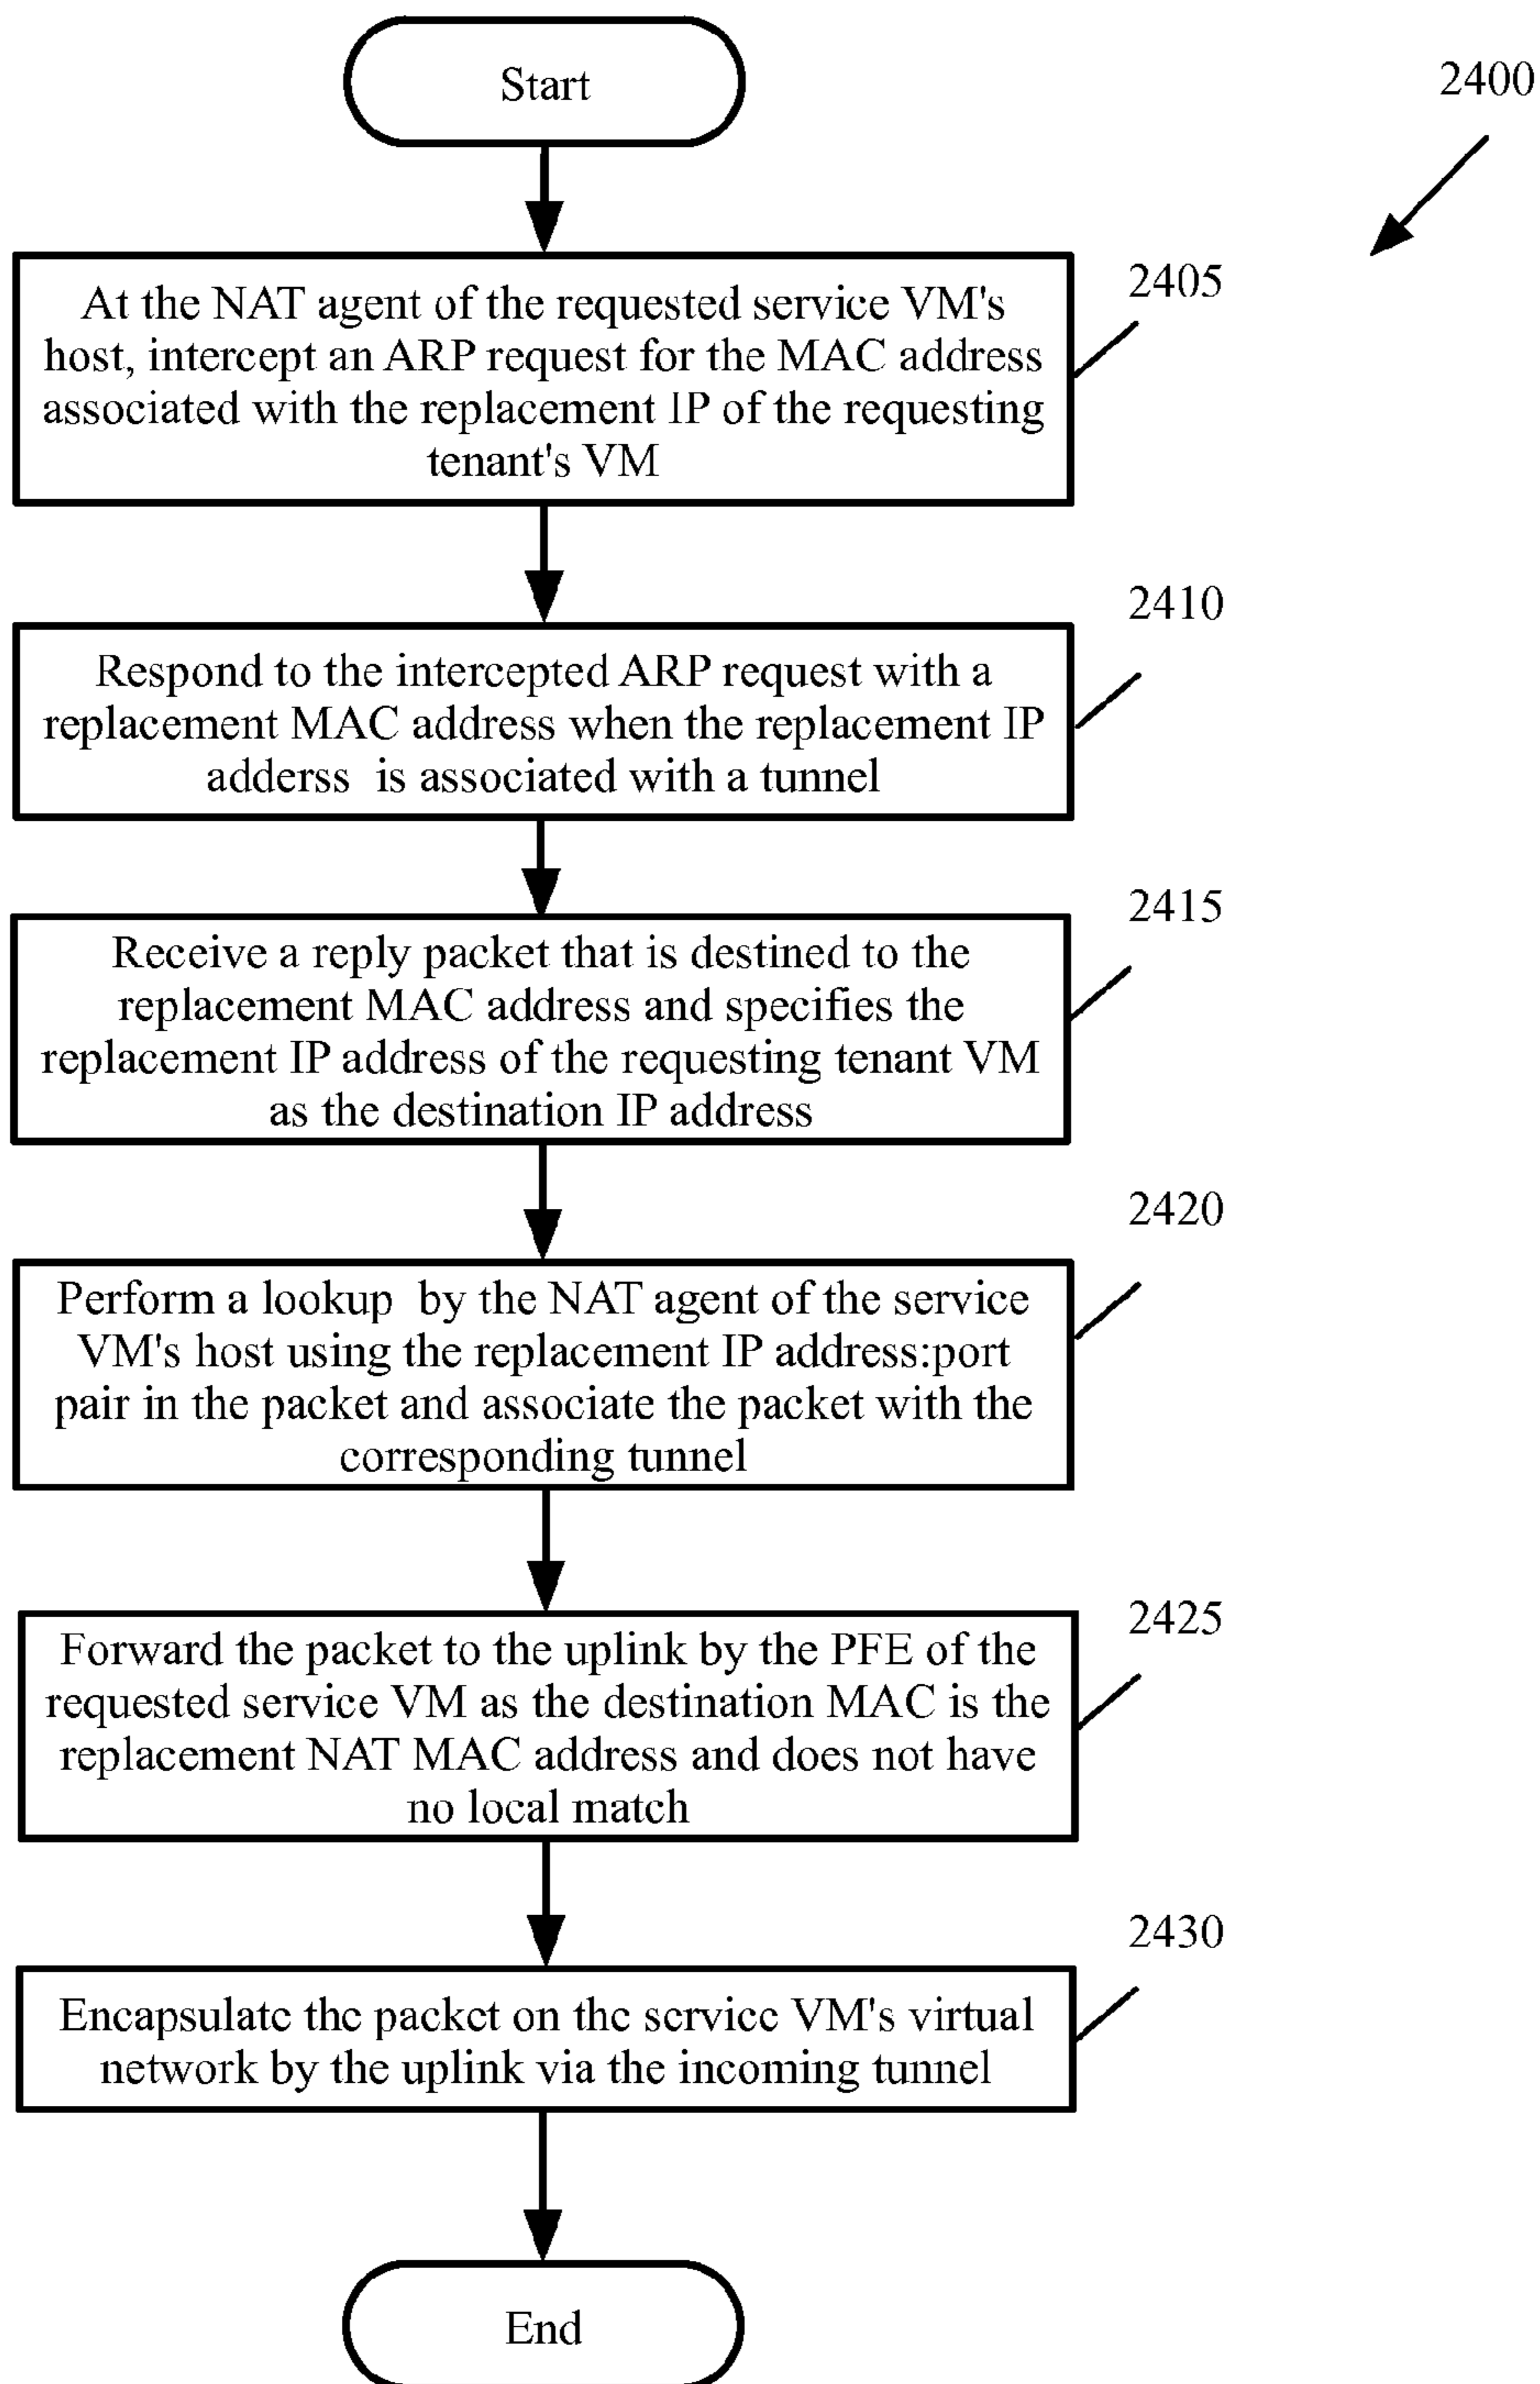 Start
2400
2405
At the NAT agent of the requested service VM's
host, intercept an ARP request for the MAC address
associated with the replacement IP of the requesting
tenant's VM
2410
Respond to the intercepted ARP request with a
replacement MAC address when the replacement IP
adderss is associated with a tunnel
2415
Receive a reply packet that is destined to the
replacement MAC address and specifies the
replacement IP address of the requesting tenant VM
as the destination IP address
2420
Perform a lookup by the NAT agent of the service
VM's host using the replacement IP address:port
pair in the packet and associate the packet with the
corresponding tunnel
2425
Forward the packet to the uplink by the PFE of the
requested service VM as the destination MAC is the
replacement NAT MAC address and does not have
no local match
2430
Encapsulate the packet on the service VM's virtual
network by the uplink via the incoming tunnel
End